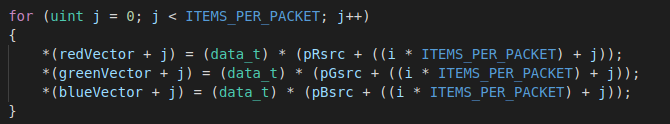 for (uint j = 0; j < ITEMS_PER_PACKET; j++)
{
    *(redVector + j) = (data_t) * (pRsrc + ((i * ITEMS_PER_PACKET) + j));
    *(greenVector + j) = (data_t) * (pGsrc + ((i * ITEMS_PER_PACKET) + j));
    *(blueVector + j) = (data_t) * (pBsrc + ((i * ITEMS_PER_PACKET) + j));
}